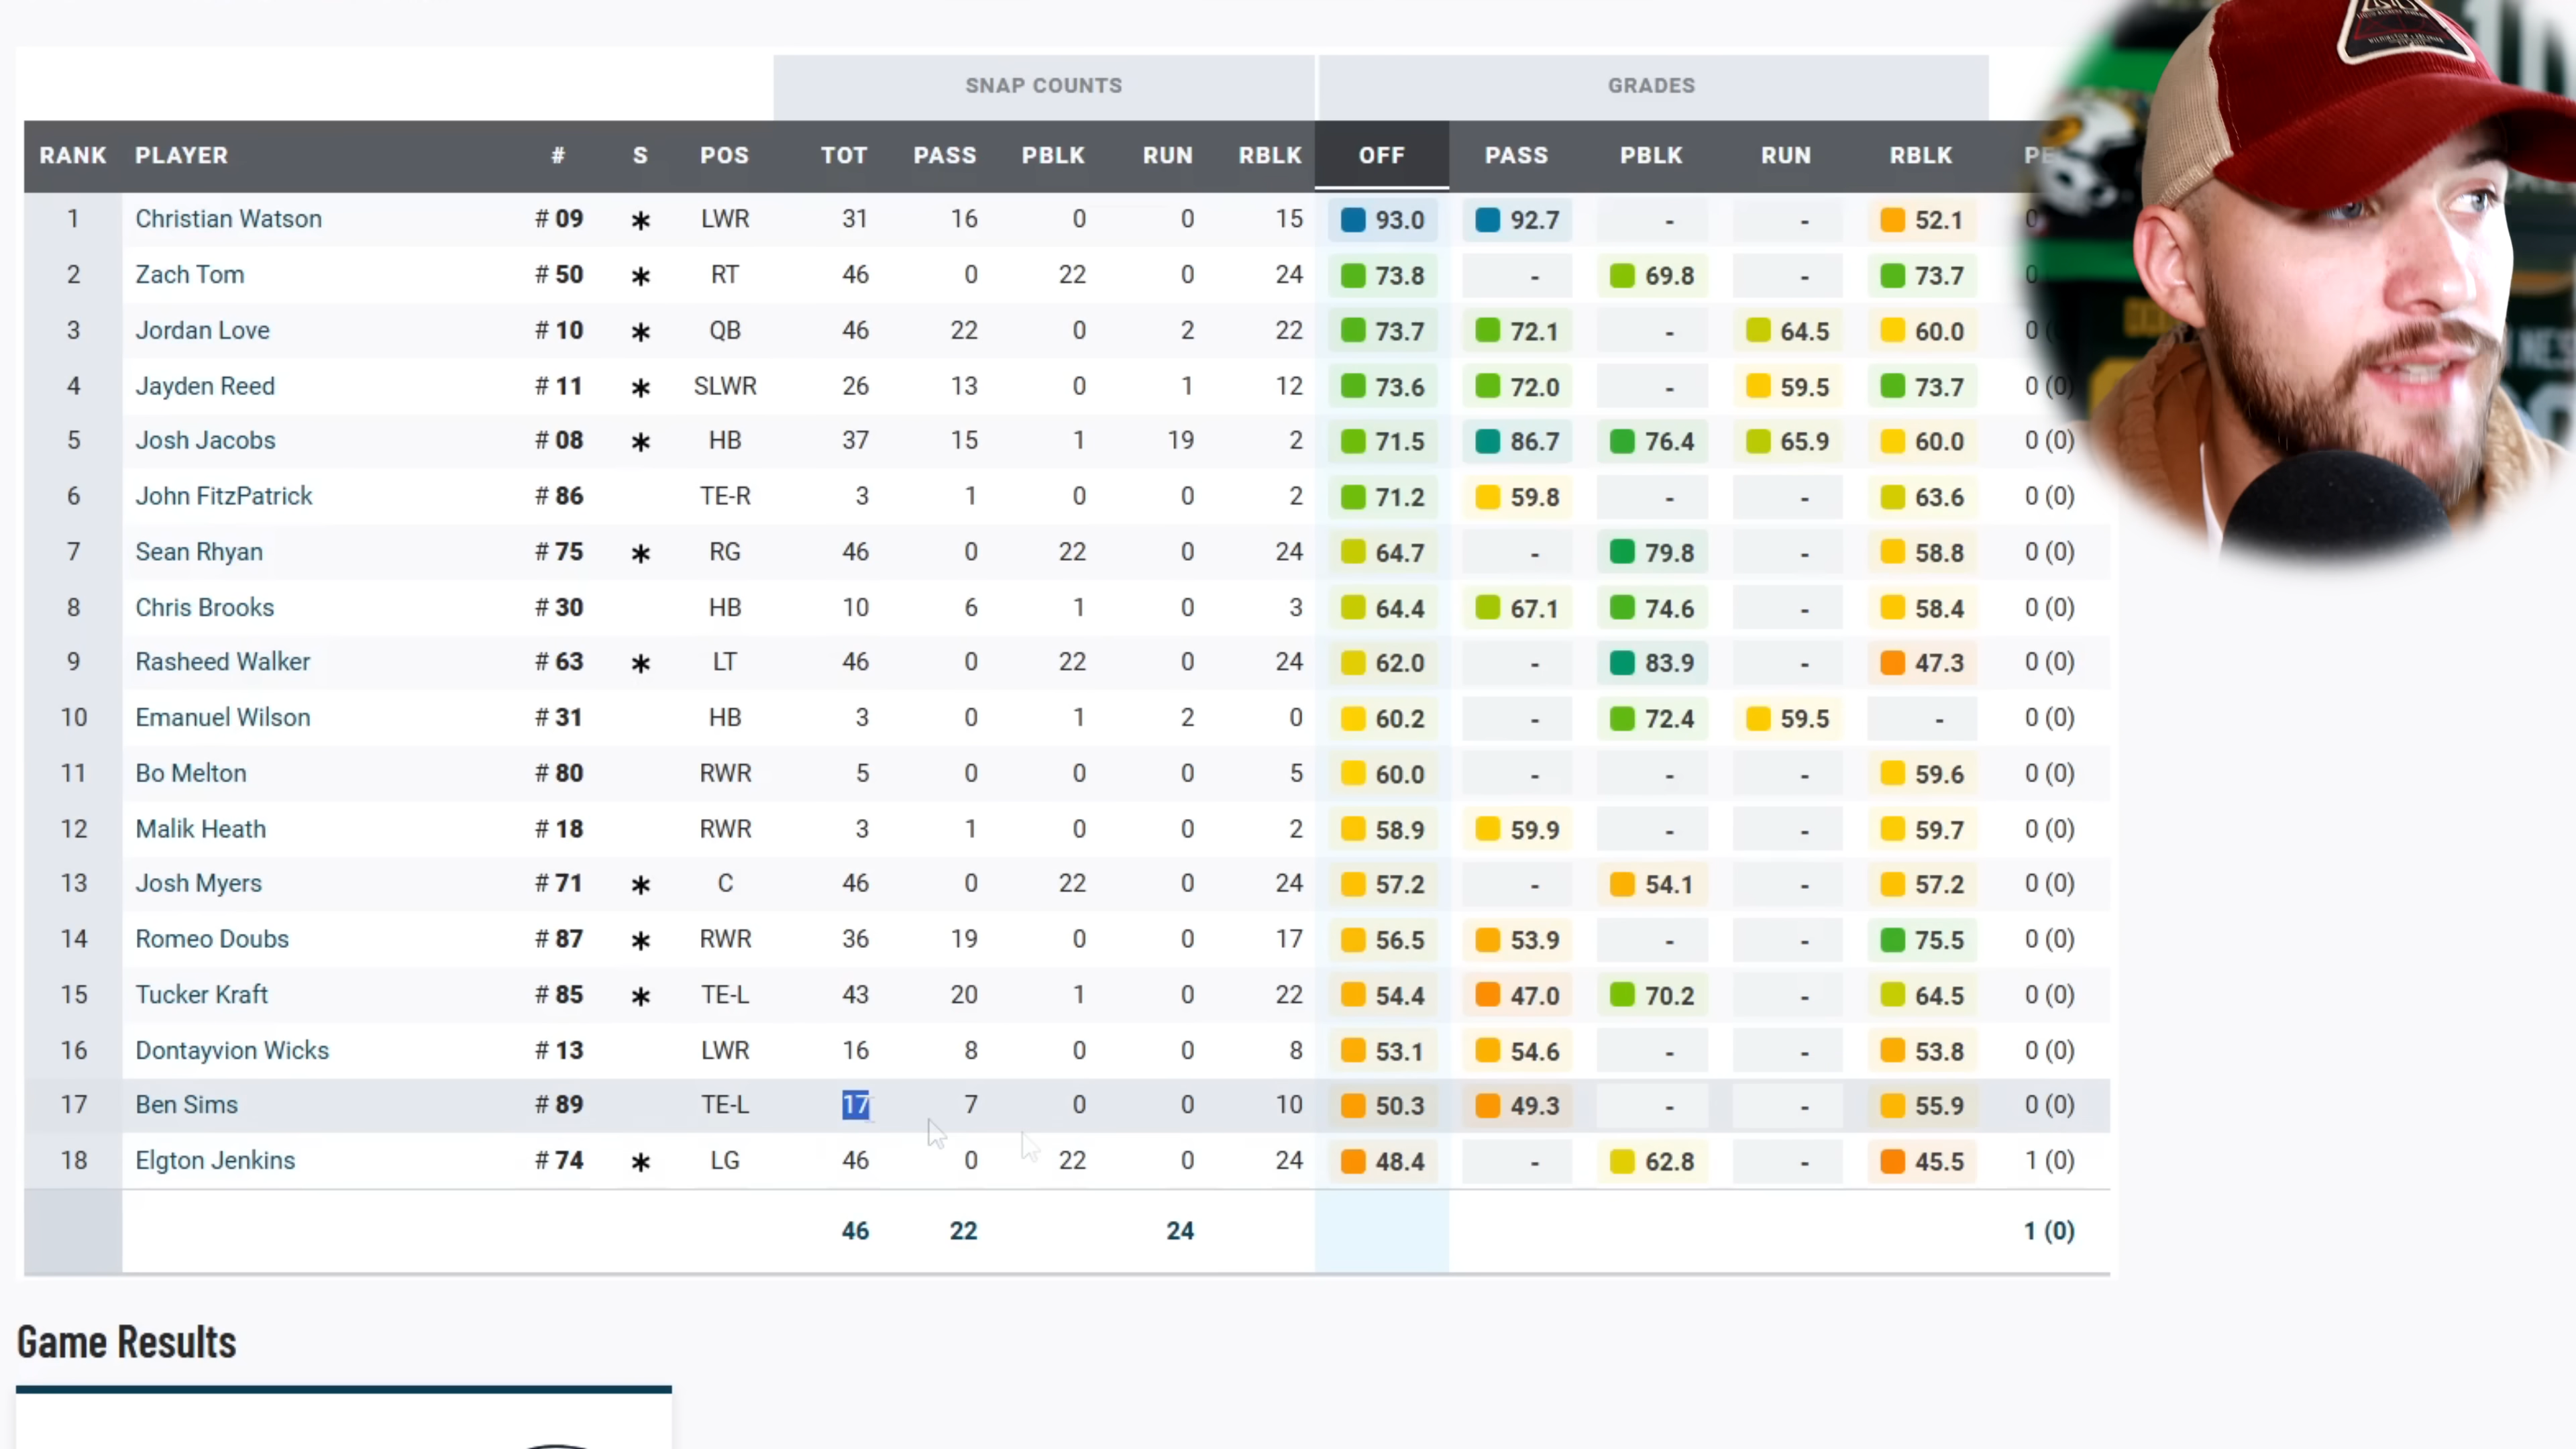 SNAP COUNTS GRADES
RANK PLAYER # S POS TOT PASS PBLK RUN RBLK OFF PASS PBLK RUN RBLK
1 Christian Watson # 09 * LWR 31 16 0 0 15 93.0 92.7 - - 52.1 0
2 Zach Tom # 50 * RT 46 0 22 0 24 73.8 - 69.8 - 73.7 0
3 Jordan Love # 10 * QB 46 22 0 2 22 73.7 72.1 - 64.5 60.0 0
4 Jayden Reed # 11 * SLWR 26 13 0 1 12 73.6 72.0 - 59.5 73.7 0 (0)
5 Josh Jacobs # 08 * HB 37 15 1 19 2 71.5 86.7 76.4 65.9 60.0 0 (0)
6 John FitzPatrick # 86 TE-R 3 1 0 0 2 71.2 59.8 - - 63.6 0 (0)
7 Sean Rhyan # 75 * RG 46 0 22 0 24 64.7 - 79.8 - 58.8 0 (0)
8 Chris Brooks # 30 HB 10 6 1 0 3 64.4 67.1 74.6 - 58.4 0 (0)
9 Rasheed Walker # 63 * LT 46 0 22 0 24 62.0 - 83.9 - 47.3 0 (0)
10 Emanuel Wilson # 31 HB 3 0 1 2 0 60.2 - 72.4 59.5 - 0 (0)
11 Bo Melton # 80 RWR 5 0 0 0 5 60.0 - - - 59.6 0 (0)
12 Malik Heath # 18 RWR 3 1 0 0 2 58.9 59.9 - - 59.7 0 (0)
13 Josh Myers # 71 * C 46 0 22 0 24 57.2 - 54.1 - 57.2 0 (0)
14 Romeo Doubs # 87 * RWR 36 19 0 0 17 56.5 53.9 - - 75.5 0 (0)
15 Tucker Kraft # 85 * TE-L 43 20 1 0 22 54.4 47.0 70.2 - 64.5 0 (0)
16 Dontayvion Wicks # 13 LWR 16 8 0 0 8 53.1 54.6 - - 53.8 0 (0)
17 Ben Sims # 89 TE-L 17 7 0 0 10 50.3 49.3 - - 55.9 0 (0)
18 Elgton Jenkins # 74 * LG 46 0 22 0 24 48.4 - 62.8 - 45.5 1 (0)
46 22 24 1 (0)
Game Results